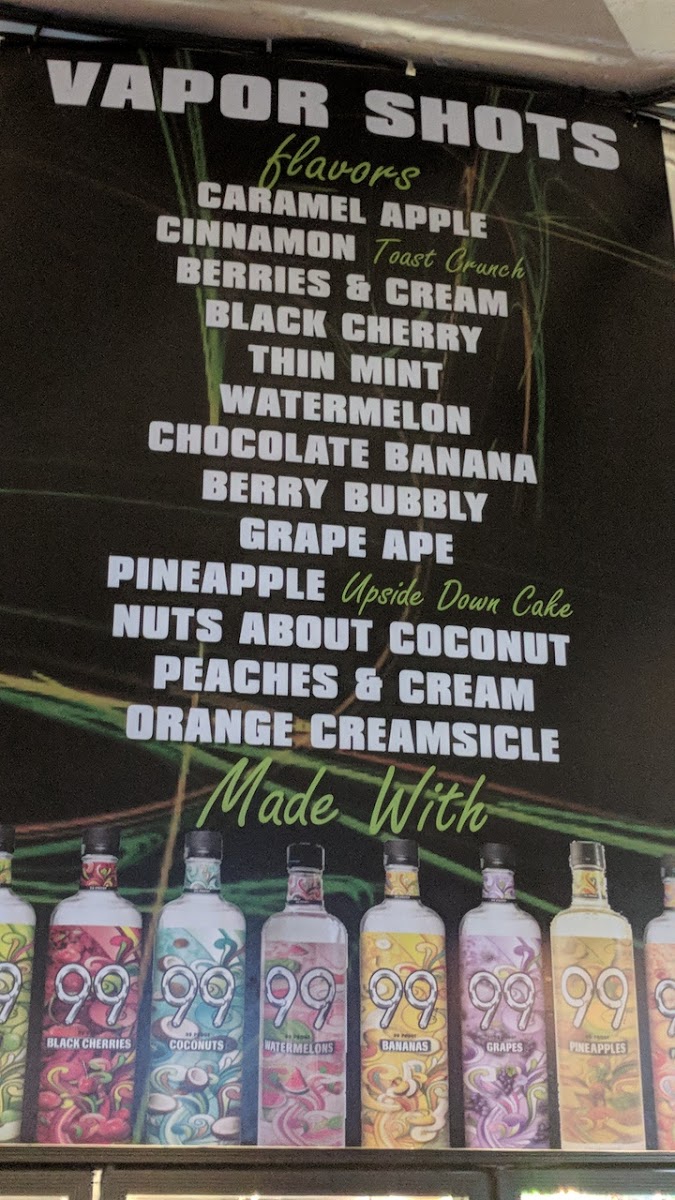 VAPOR SHOTS
flavors
CARAMEL APPLE
CINNAMON Toast Crunch
BERRIES & CREAM
BLACK CHERRY
THIN MINT
WATERMELON
CHOCOLATE BANANA
BERRY BUBBLY
GRAPE APE
PINEAPPLE Upside Down Cake
NUTS ABOUT COCONUT
PEACHES & CREAM
ORANGE CREAMSICLE
Made With
99 99 99 99 99 99
BLACK CHERRIES COCONUTS WATERMELONS BANANAS GRAPES PINEAPPLES